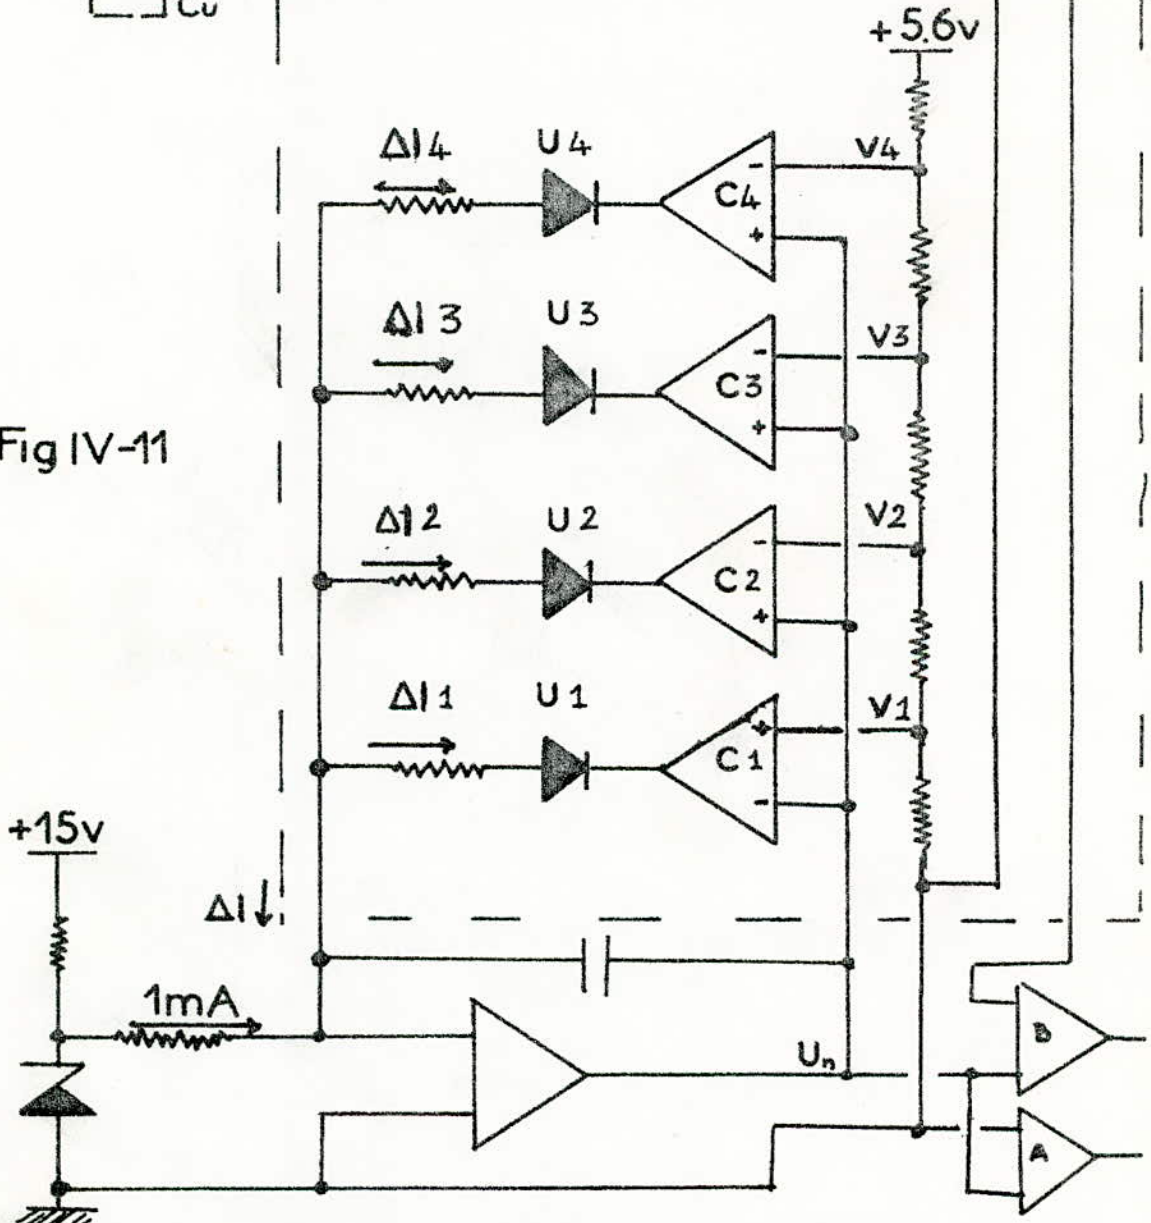 Cu
+5.6v
ΔI4
U4
C4
-
+
V4
ΔI3
U3
C3
-
+
V3
Fig IV-11
ΔI2
U2
C2
-
+
V2
ΔI1
U1
C1
+
-
V1
+15v
ΔI
1mA
Un
B
A